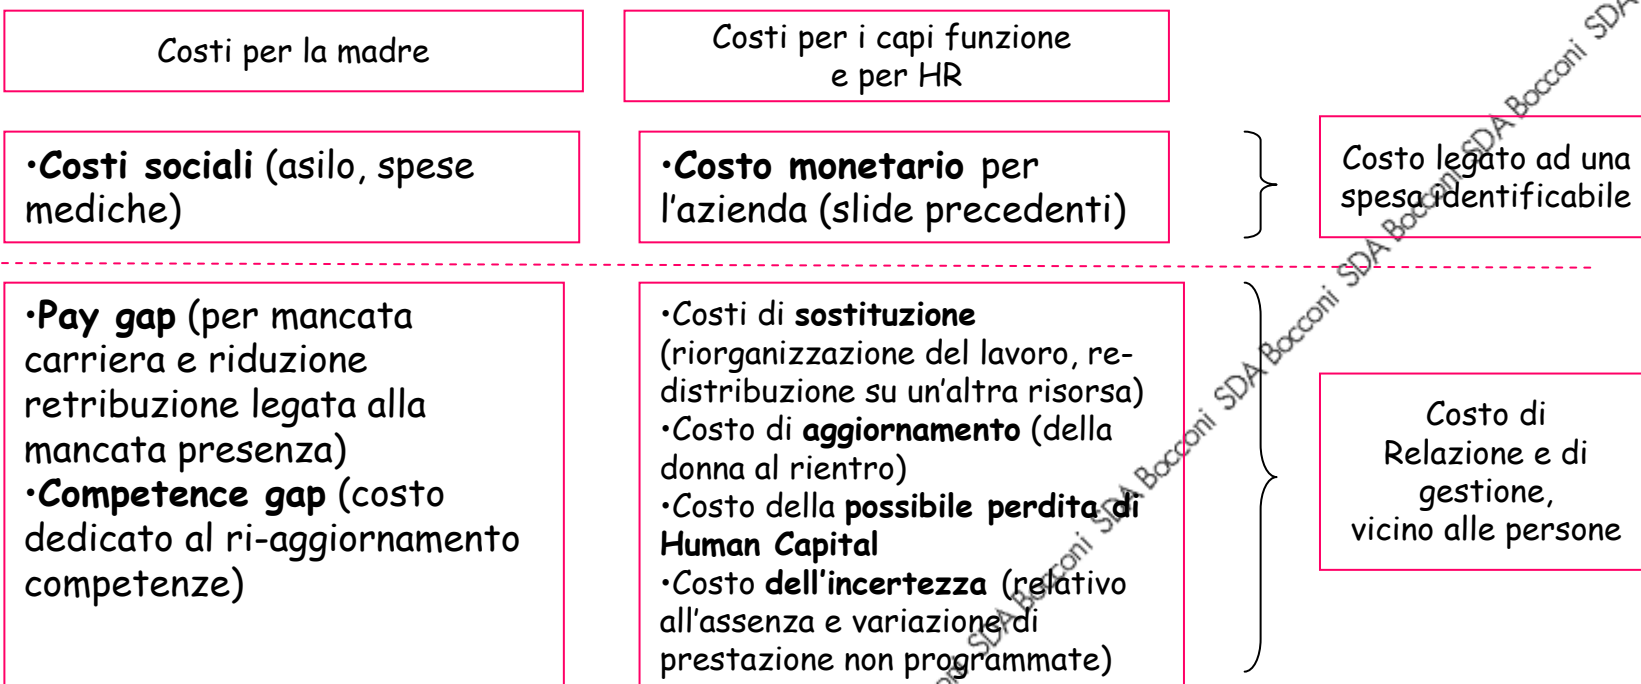 Costi per la madre
Costi per i capi funzione
e per HR
•Costi sociali (asilo, spese
mediche)
•Costo monetario per
l'azienda (slide precedenti)
Costo legato ad una
spesa identificabile
•Pay gap (per mancata
carriera e riduzione
retribuzione legata alla
mancata presenza)
•Competence gap (costo
dedicato al ri-aggiornamento
competenze)
•Costi di sostituzione
(riorganizzazione del lavoro, re-
distribuzione su un'altra risorsa)
•Costo di aggiornamento (della
donna al rientro)
•Costo della possibile perdita di
Human Capital
•Costo dell'incertezza (relativo
all'assenza e variazione di
prestazione non programmate)
Costo di
Relazione e di
gestione,
vicino alle persone
SDA Bocconi SDA Bocconi SDA Bocconi SDA Bocconi SDA Bocconi SDA